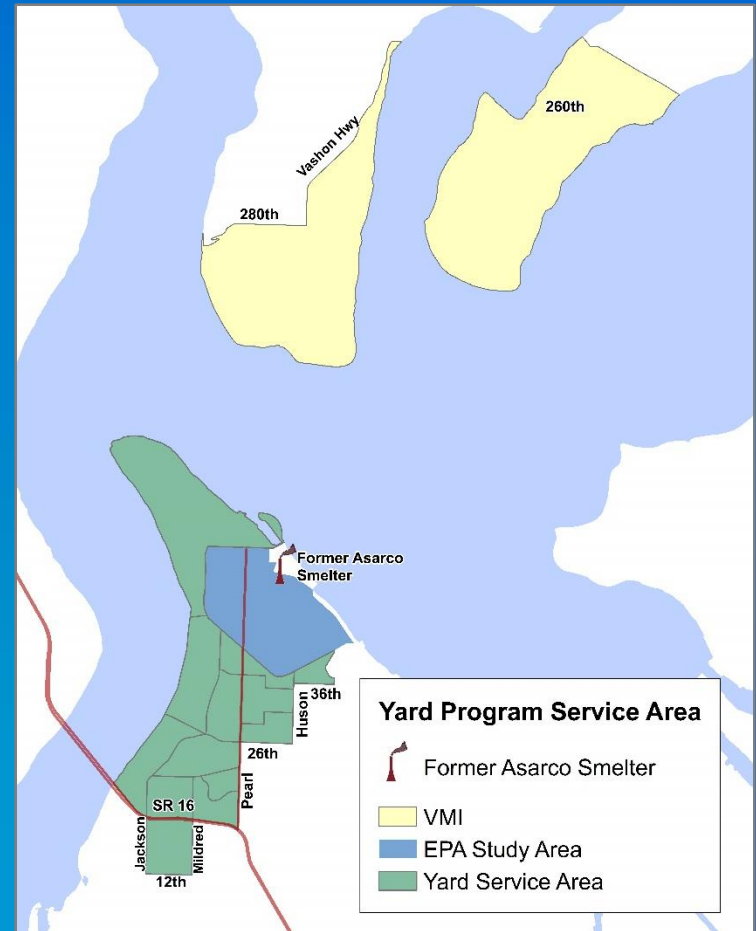 260th
Vashon Hwy
280th
Former Asarco
Smelter
36th
Huson
26th
Pearl
SR 16
Jackson
Mildred
12th
Yard Program Service Area
Former Asarco Smelter
VMI
EPA Study Area
Yard Service Area